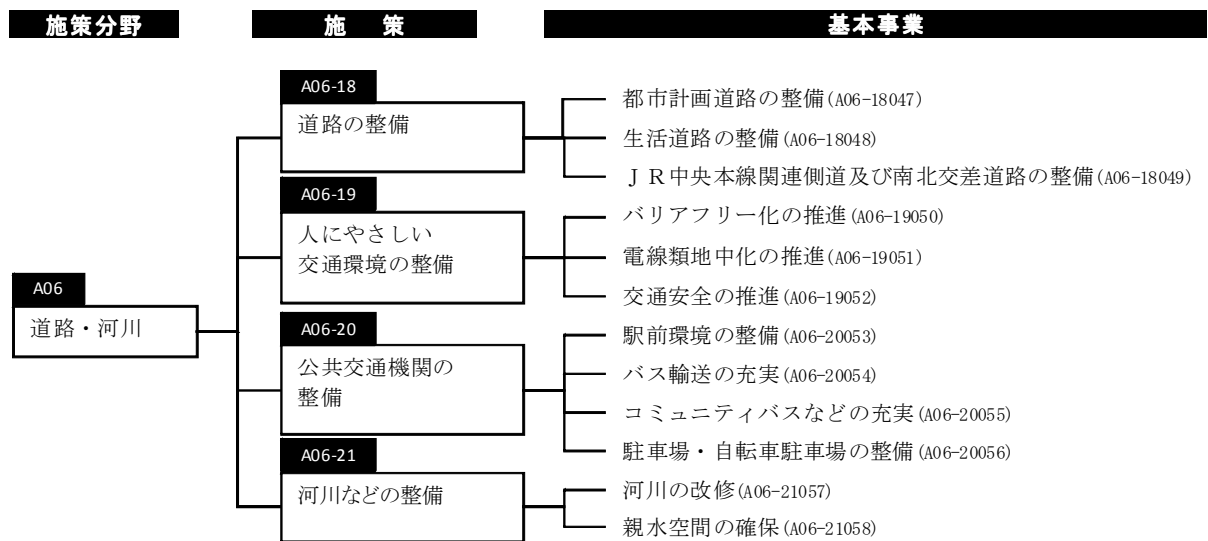 施策分野
施　策
基本事業
A06
道路・河川
A06-18
道路の整備
都市計画道路の整備(A06-18047)
生活道路の整備(A06-18048)
ＪＲ中央本線関連側道及び南北交差道路の整備(A06-18049)
A06-19
人にやさしい
交通環境の整備
バリアフリー化の推進(A06-19050)
電線類地中化の推進(A06-19051)
交通安全の推進(A06-19052)
A06-20
公共交通機関の
整備
駅前環境の整備(A06-20053)
バス輸送の充実(A06-20054)
コミュニティバスなどの充実(A06-20055)
駐車場・自転車駐車場の整備(A06-20056)
A06-21
河川などの整備
河川の改修(A06-21057)
親水空間の確保(A06-21058)